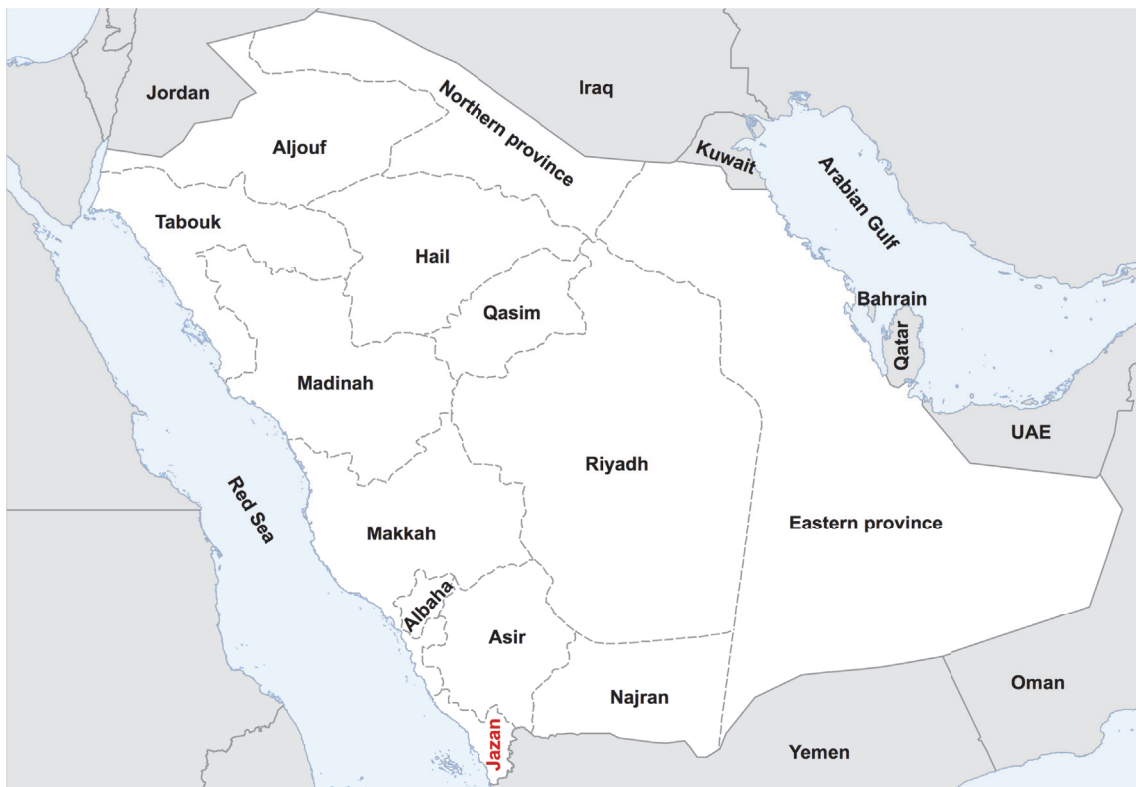 Jordan
Iraq
Northern province
Kuwait
Aljouf
Arabian Gulf
Tabouk
Hail
Bahrain
Qasim
Qatar
Madinah
UAE
Riyadh
Red Sea
Eastern province
Makkah
Albaha
Asir
Oman
Najran
Jazan
Yemen